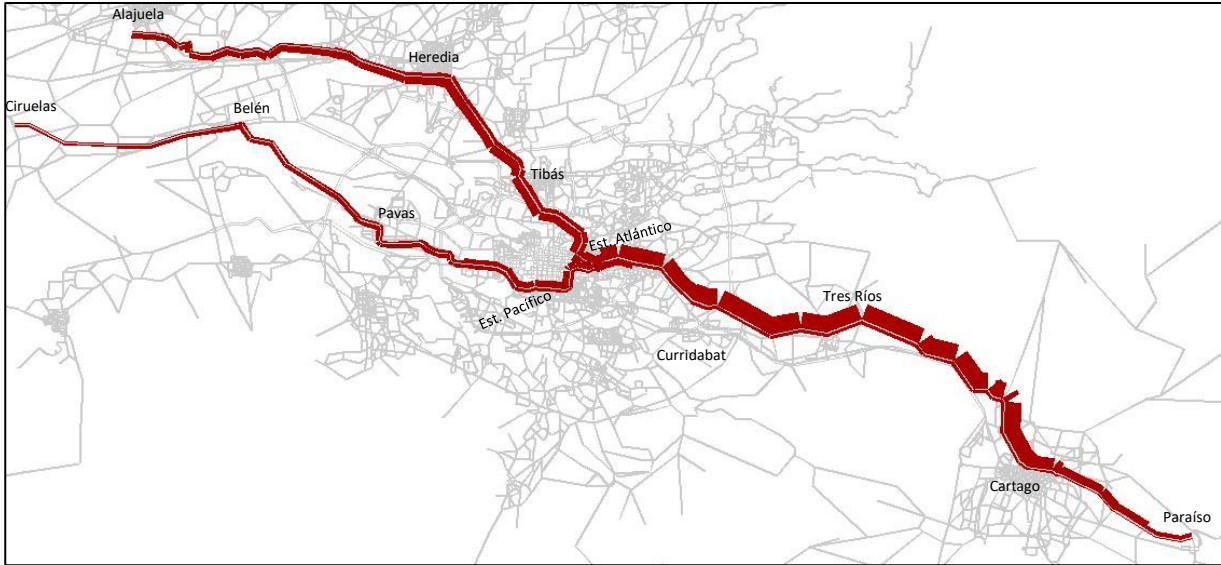 Alajuela
Heredia
Ciruelas
Belén
Tibás
Pavas
Est. Atlántico
Est. Pacífico
Tres Ríos
Curridabat
Cartago
Paraíso